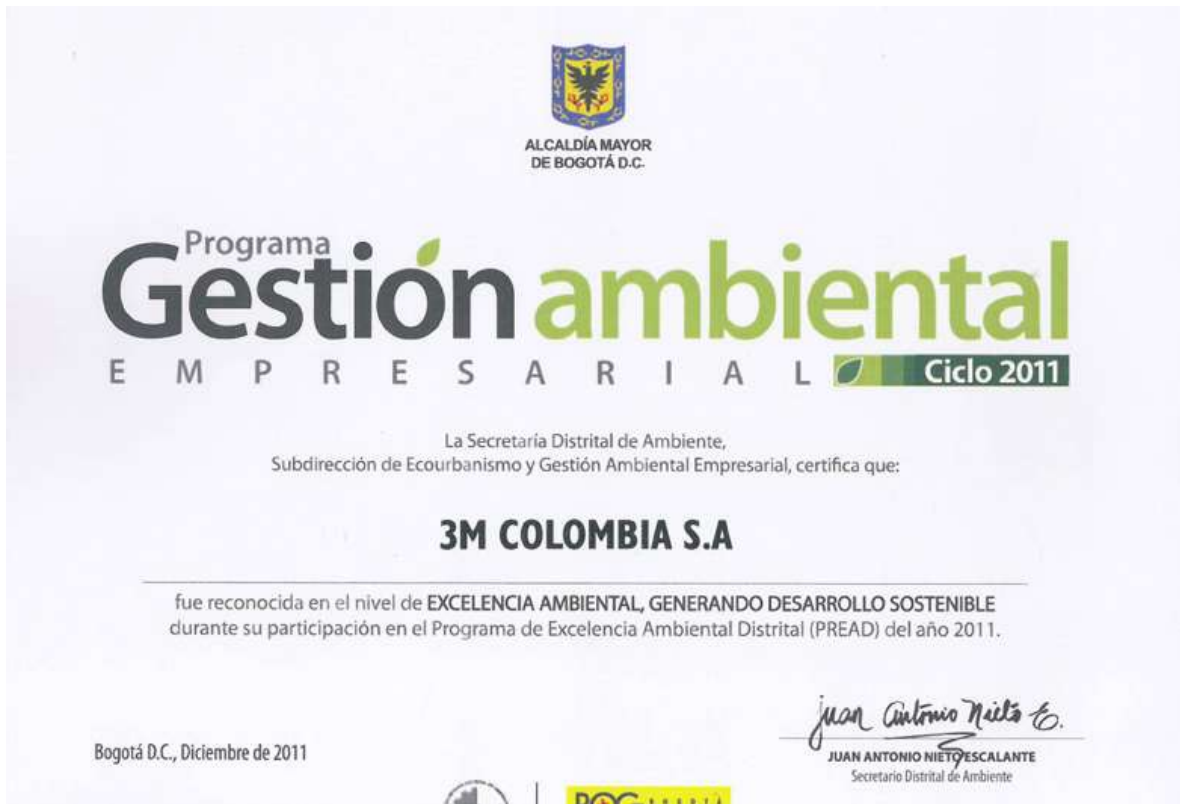 ALCALDÍA MAYOR
DE BOGOTÁ D.C.
Programa
Gestión ambiental
EMPRESARIAL Ciclo 2011
La Secretaría Distrital de Ambiente,
Subdirección de Ecourbanismo y Gestión Ambiental Empresarial, certifica que:
3M COLOMBIA S.A
fue reconocida en el nivel de EXCELENCIA AMBIENTAL, GENERANDO DESARROLLO SOSTENIBLE
durante su participación en el Programa de Excelencia Ambiental Distrital (PREAD) del año 2011.
Juan Antonio Nieto E.
Bogotá D.C., Diciembre de 2011
JUAN ANTONIO NIETO ESCALANTE
Secretario Distrital de Ambiente